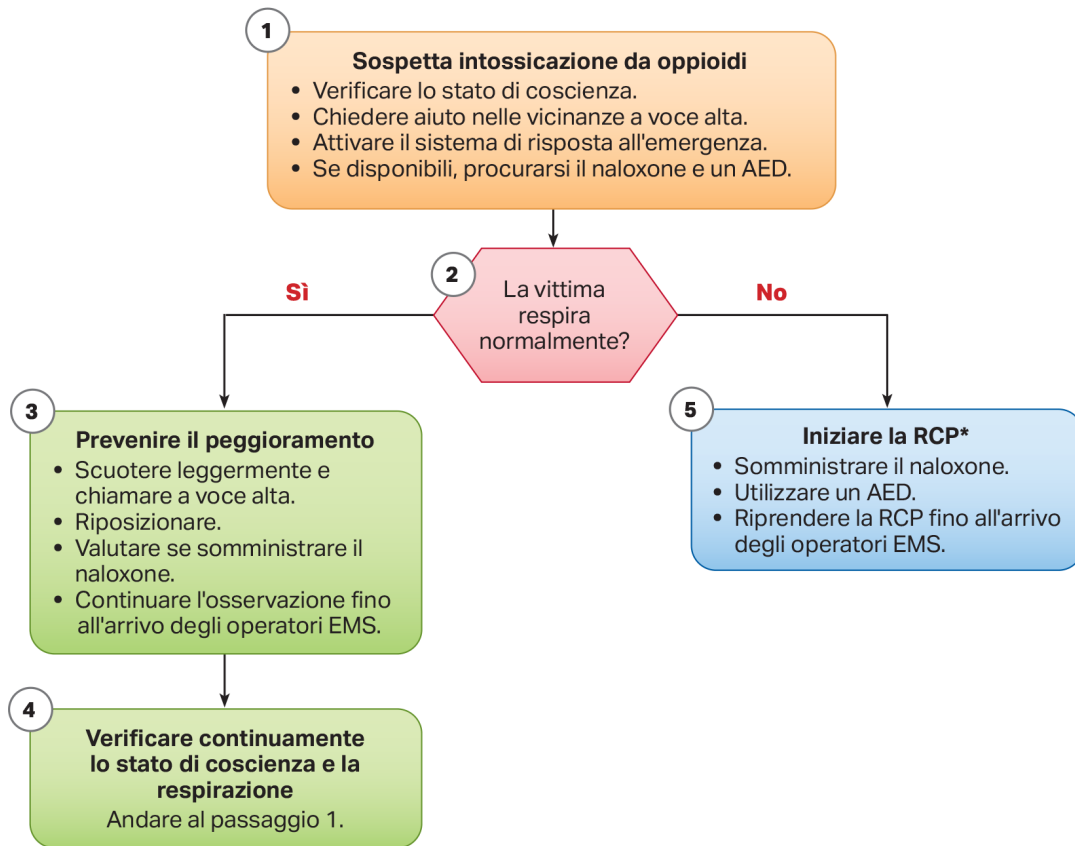 1
Sospetta intossicazione da oppioidi
• Verificare lo stato di coscienza.
• Chiedere aiuto nelle vicinanze a voce alta.
• Attivare il sistema di risposta all'emergenza.
• Se disponibili, procurarsi il naloxone e un AED.
2
La vittima
respira
normalmente?
Sì
No
3
Prevenire il peggioramento
• Scuotere leggermente e
chiamare a voce alta.
• Riposizionare.
• Valutare se somministrare il
naloxone.
• Continuare l'osservazione fino
all'arrivo degli operatori EMS.
4
Verificare continuamente
lo stato di coscienza e la
respirazione
Andare al passaggio 1.
5
Iniziare la RCP*
• Somministrare il naloxone.
• Utilizzare un AED.
• Riprendere la RCP fino all'arrivo
degli operatori EMS.